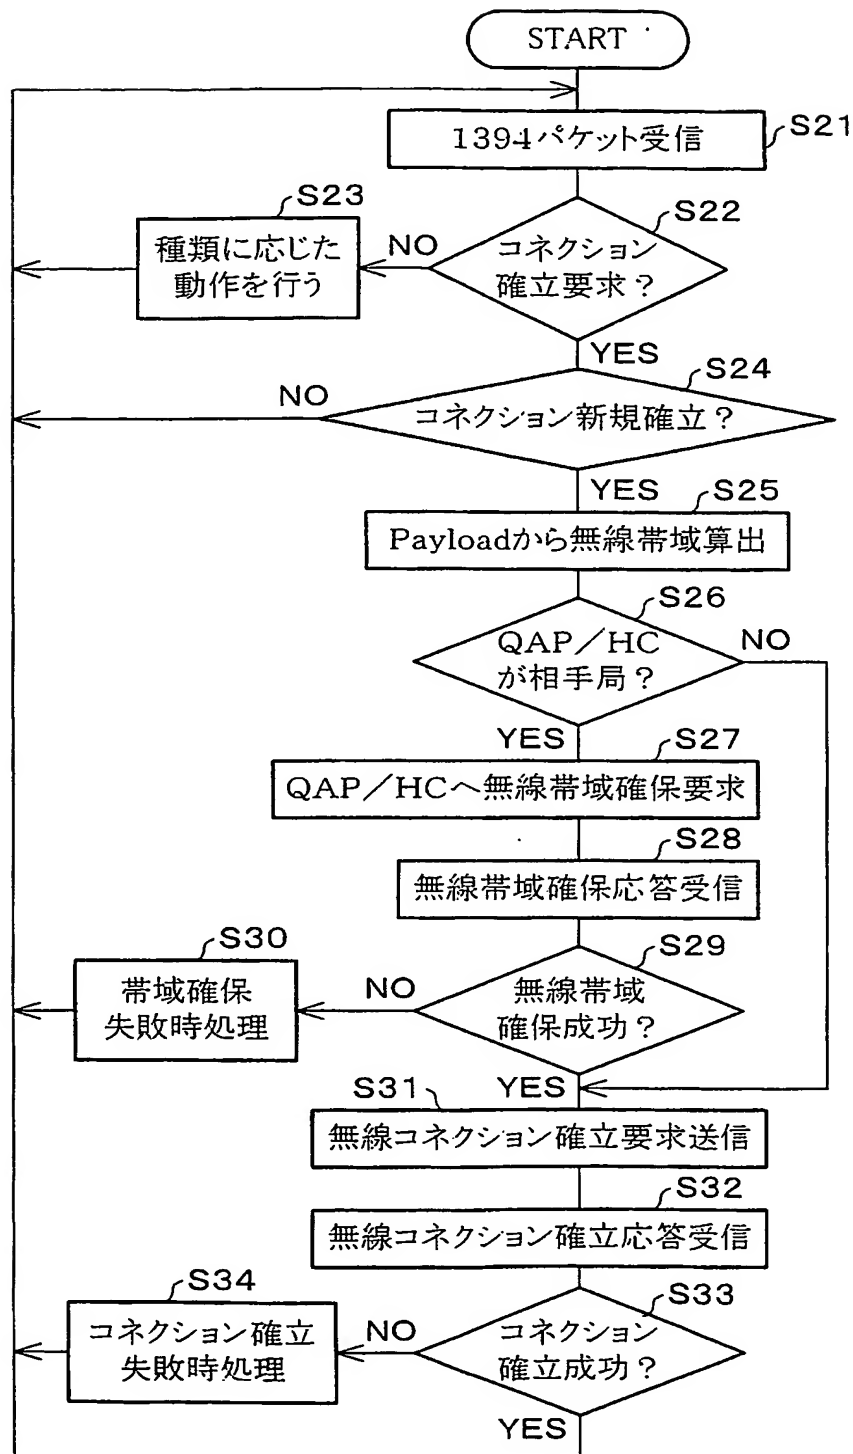 START
1394パケット受信
S21
S22
コネクション
確立要求？
NO
S23
種類に応じた
動作を行う
YES
S24
コネクション新規確立？
NO
YES
S25
Payloadから無線帯域算出
S26
QAP／HC
が相手局？
NO
YES
S27
QAP／HCへ無線帯域確保要求
S28
無線帯域確保応答受信
S29
無線帯域
確保成功？
NO
S30
帯域確保
失敗時処理
YES
S31
無線コネクション確立要求送信
S32
無線コネクション確立応答受信
S33
コネクション
確立成功？
NO
S34
コネクション確立
失敗時処理
YES